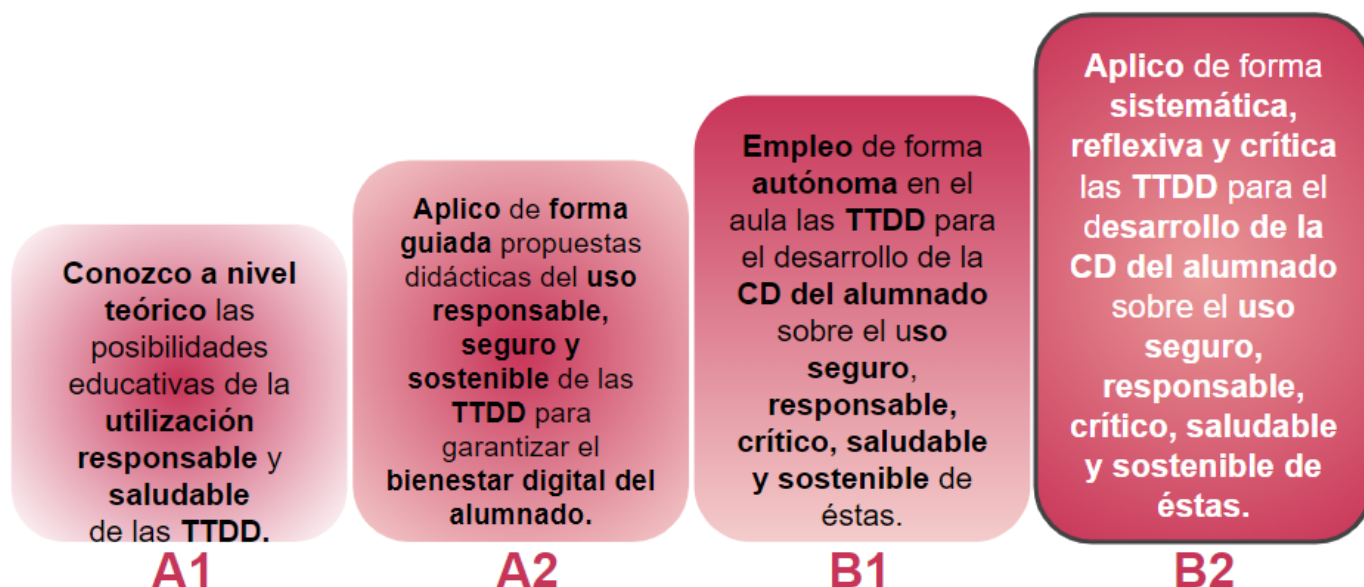 Conozco a nivel
teórico las
posibilidades
educativas de la
utilización
responsable y
saludable
de las TTDD.
A1
Aplico de forma
guiada propuestas
didácticas del uso
responsable,
seguro y
sostenible de las
TTDD para
garantizar el
bienestar digital del
alumnado.
A2
Empleo de forma
autónoma en el
aula las TTDD para
el desarrollo de la
CD del alumnado
sobre el uso
seguro,
responsable,
crítico, saludable
y sostenible de
éstas.
B1
Aplico de forma
sistemática,
reflexiva y crítica
las TTDD para el
desarrollo de la
CD del alumnado
sobre el uso
seguro,
responsable,
crítico, saludable
y sostenible de
éstas.
B2